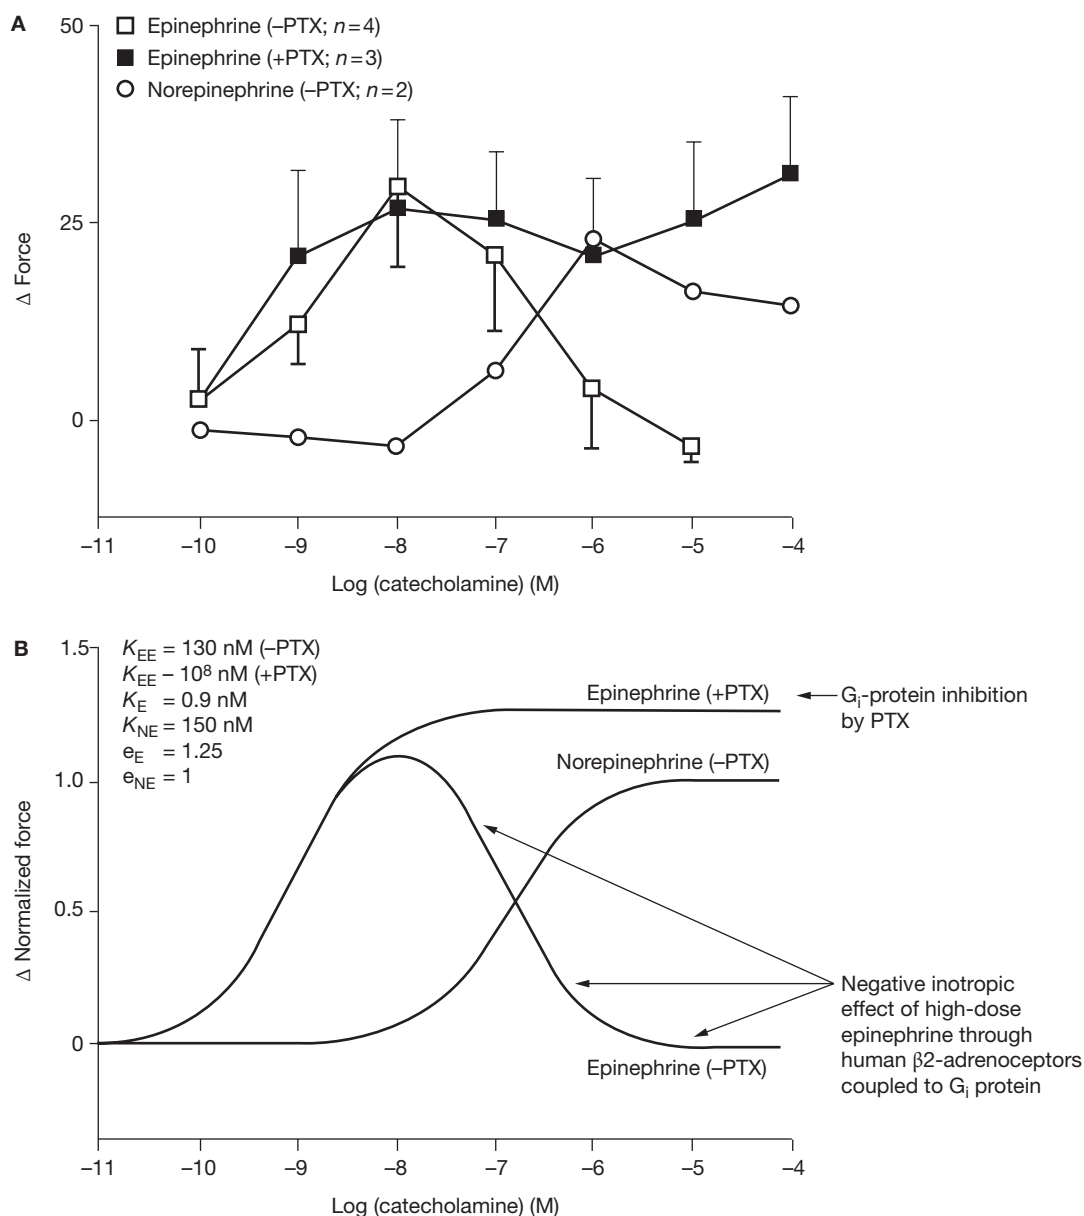 A
50
25
0
Δ Force
Epinephrine (–PTX; n=4)
Epinephrine (+PTX; n=3)
Norepinephrine (–PTX; n=2)
–11 –10 –9 –8 –7 –6 –5 –4
Log (catecholamine) (M)
B
1.5
1.0
0.5
0
Δ Normalized force
K_EE = 130 nM (–PTX)
K_EE – 10^8 nM (+PTX)
K_E = 0.9 nM
K_NE = 150 nM
e_E = 1.25
e_NE = 1
Epinephrine (+PTX)
G_i-protein inhibition
by PTX
Norepinephrine (–PTX)
Negative inotropic
effect of high-dose
epinephrine through
human β2-adrenoceptors
coupled to G_i protein
Epinephrine (–PTX)
–11 –10 –9 –8 –7 –6 –5 –4
Log (catecholamine) (M)